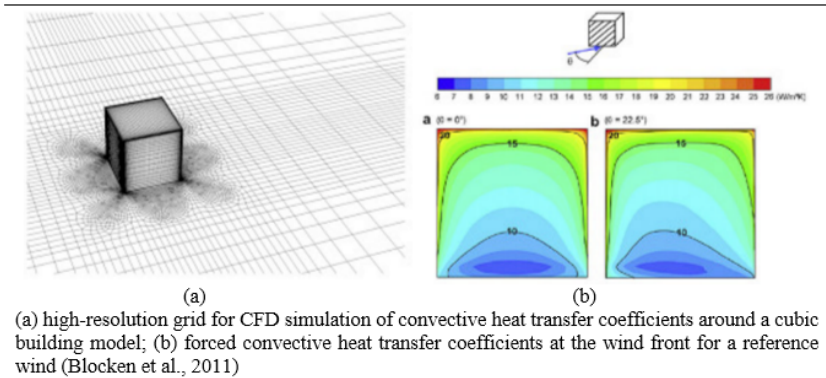 θ
6 7 8 9 10 11 12 13 14 15 16 17 18 19 20 21 22 23 24 25 26 (W/m²K)
a (θ = 0°) b (θ = 22.5°)
20 15 20 15
10 10
(a) (b)
(a) high-resolution grid for CFD simulation of convective heat transfer coefficients around a cubic
building model; (b) forced convective heat transfer coefficients at the wind front for a reference
wind (Blocken et al., 2011)